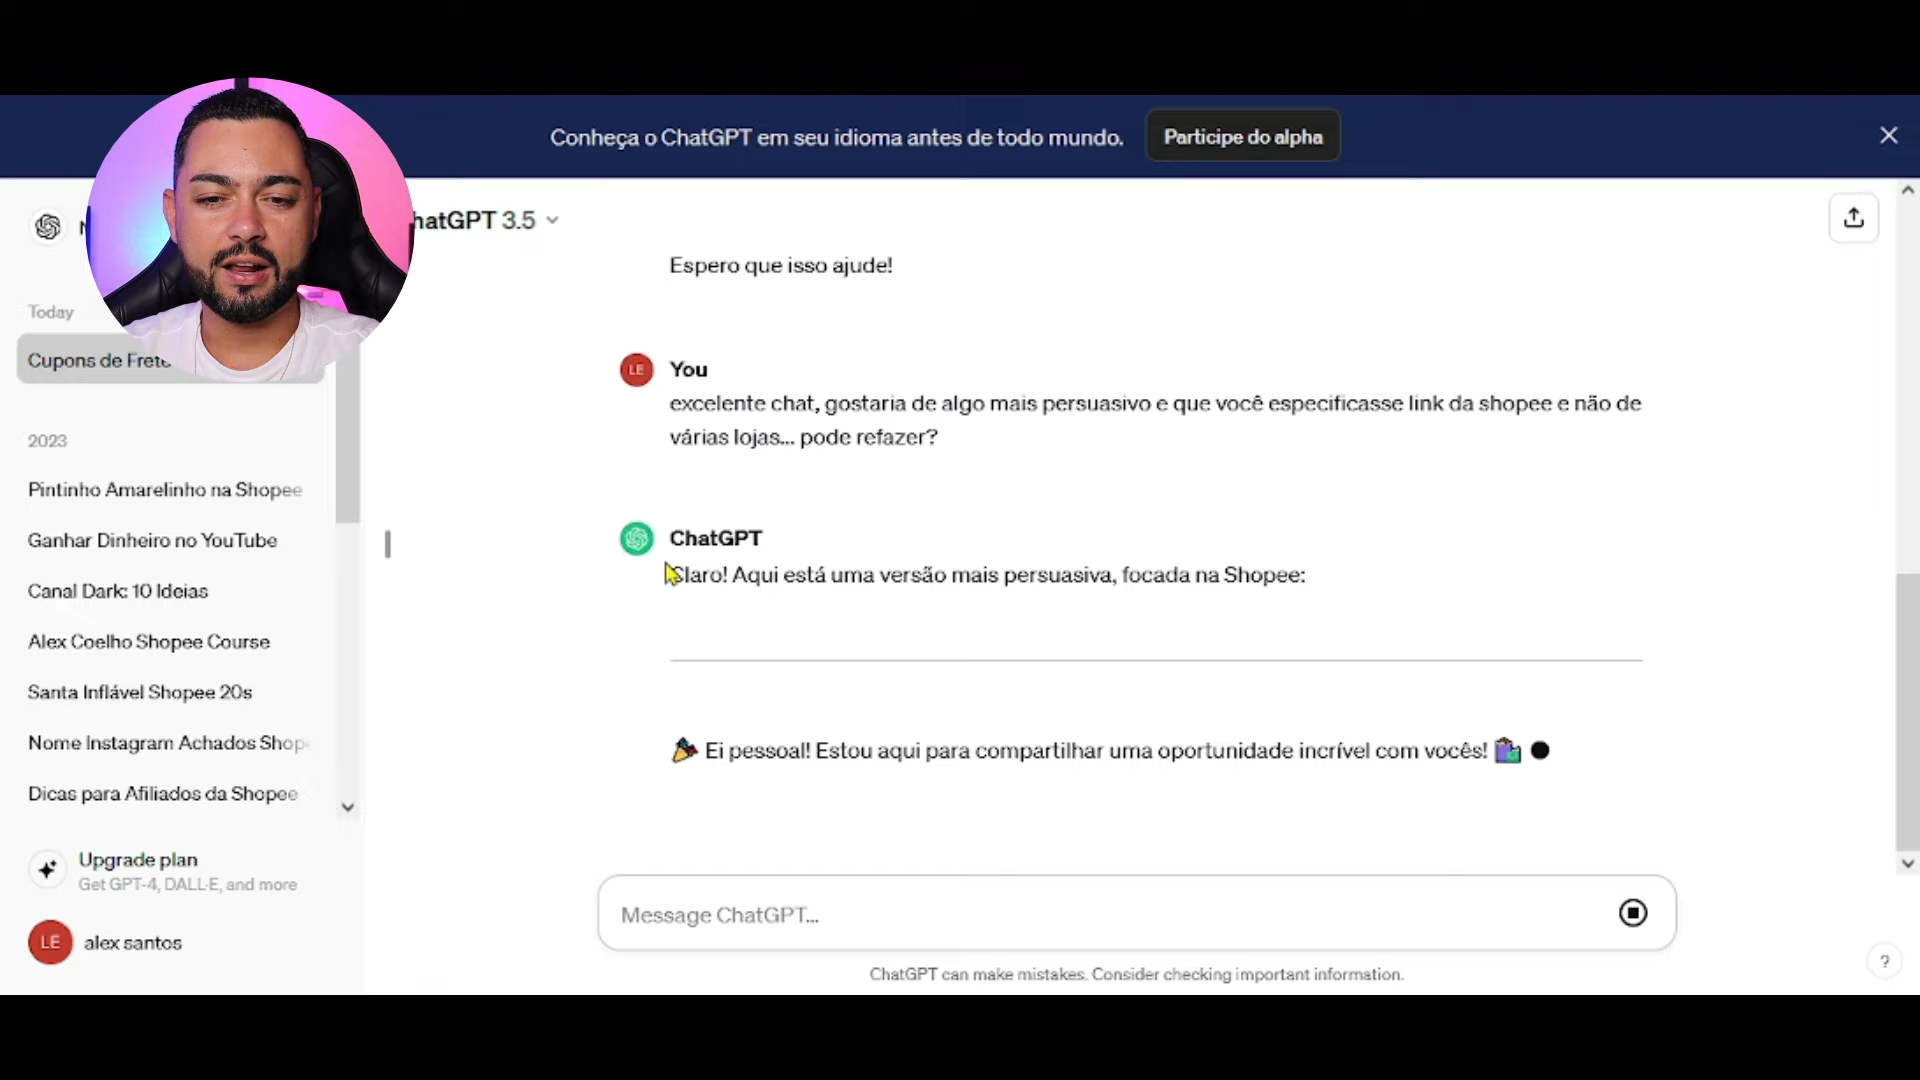 Conheça o ChatGPT em seu idioma antes de todo mundo.
Participe do alpha
hatGPT 3.5
Today
Cupons de Frete
2023
Pintinho Amarelinho na Shopee
Ganhar Dinheiro no YouTube
Canal Dark: 10 Ideias
Alex Coelho Shopee Course
Santa Inflável Shopee 20s
Nome Instagram Achados Shop
Dicas para Afiliados da Shopee
Upgrade plan
Get GPT-4, DALL·E, and more
LE alex santos
Espero que isso ajude!
LE You
excelente chat, gostaria de algo mais persuasivo e que você especificasse link da shopee e não de
várias lojas... pode refazer?
ChatGPT
Claro! Aqui está uma versão mais persuasiva, focada na Shopee:
🎉 Ei pessoal! Estou aqui para compartilhar uma oportunidade incrível com vocês! 🛍️
Message ChatGPT...
ChatGPT can make mistakes. Consider checking important information.
?